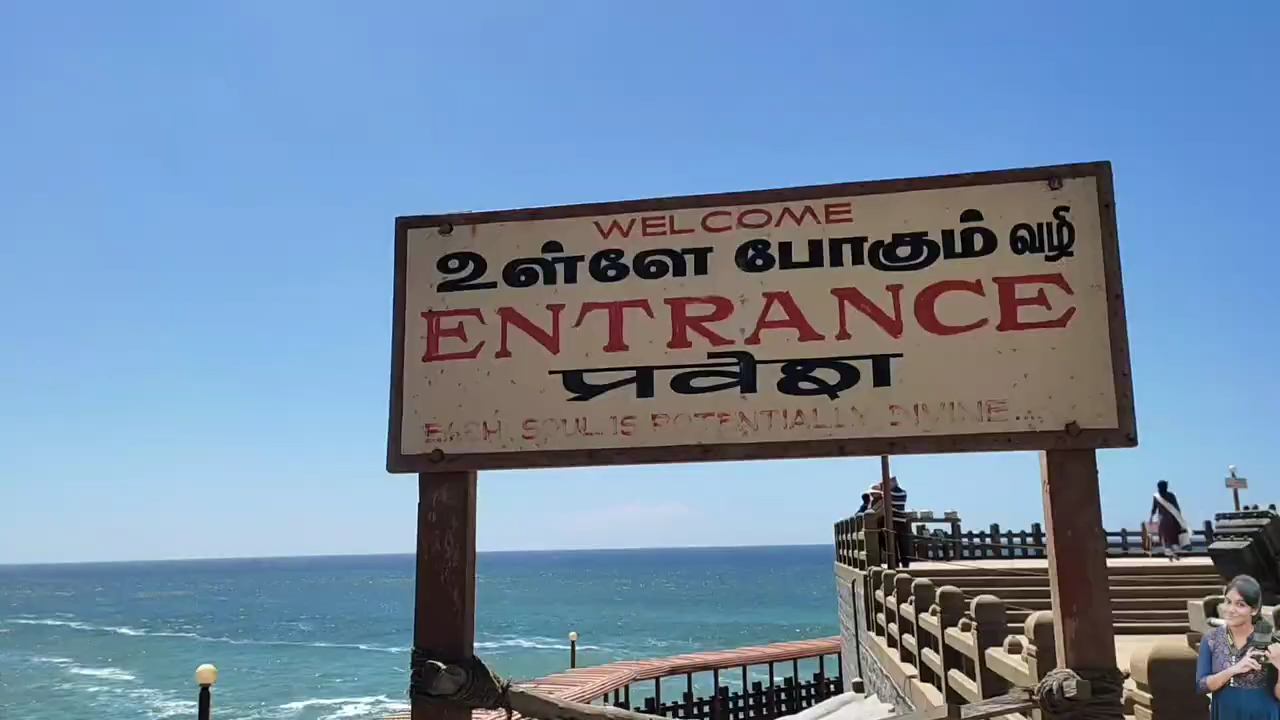 WELCOME
உள்ளே போகும் வழி
ENTRANCE
प्रवेश
EACH SOUL IS POTENTIALLY DIVINE...